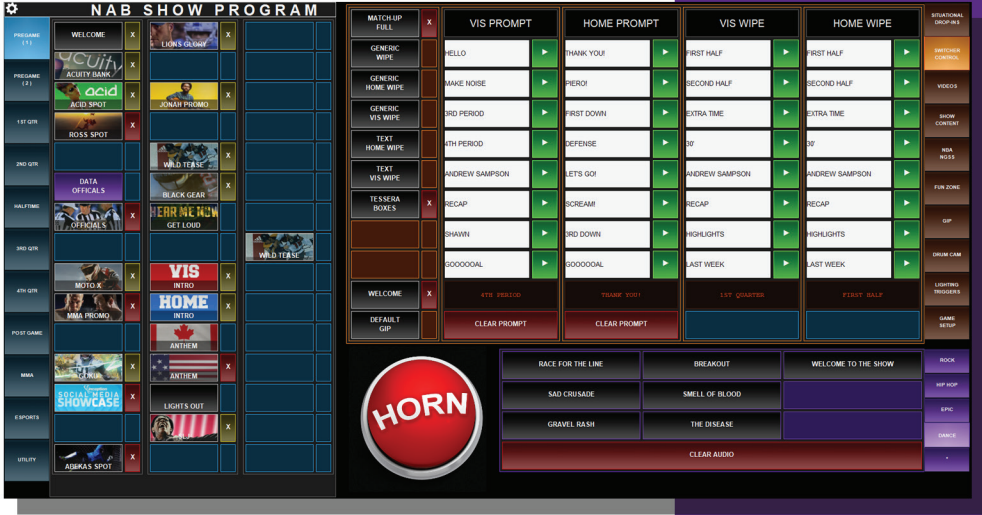 NAB SHOW PROGRAM
PREGAME
( 1 )
PREGAME
( 2 )
1ST QTR
2ND QTR
HALFTIME
3RD QTR
4TH QTR
POST GAME
MMA
ESPORTS
UTILITY
WELCOME X
LIONS GLORY X
acuity
ACUITY BANK X
acid
ACID SPOT X
JONAH PROMO X
ROSS SPOT X
WILD TEASE X
DATA
OFFICALS
BLACK GEAR X
OFFICIALS X
HEAR ME NOW
GET LOUD
WILD TEASE
MOTO X X
VIS
INTRO X
MMA PROMO X
HOME
INTRO X
ANTHEM
GOKU X
ANTHEM X
SOCIAL MEDIA
SHOWCASE X
LIGHTS OUT
X
ABEKAS SPOT X
MATCH-UP
FULL X
GENERIC
WIPE
GENERIC
HOME WIPE
GENERIC
VIS WIPE
TEXT
HOME WIPE
TEXT
VIS WIPE
TESSERA
BOXES X
WELCOME X
DEFAULT
GIP
VIS PROMPT
HELLO
MAKE NOISE
3RD PERIOD
4TH PERIOD
ANDREW SAMPSON
RECAP
SHAWN
GOOOOOAL
4TH PERIOD
CLEAR PROMPT
HOME PROMPT
THANK YOU!
PIERO!
FIRST DOWN
DEFENSE
LET'S GO!
SCREAM!
3RD DOWN
GOOOOOAL
THANK YOU!
CLEAR PROMPT
VIS WIPE
FIRST HALF
SECOND HALF
EXTRA TIME
30'
ANDREW SAMPSON
RECAP
HIGHLIGHTS
LAST WEEK
1ST QUARTER
HOME WIPE
FIRST HALF
SECOND HALF
EXTRA TIME
30'
ANDREW SAMPSON
RECAP
HIGHLIGHTS
LAST WEEK
FIRST HALF
SITUATIONAL
DROP-INS
SWITCHER
CONTROL
VIDEOS
SHOW
CONTENT
NDA
NGSS
FUN ZONE
GIP
DRUM CAM
LIGHTING
TRIGGERS
GAME
SETUP
HORN
RACE FOR THE LINE
BREAKOUT
WELCOME TO THE SHOW
SAD CRUSADE
SMELL OF BLOOD
GRAVEL RASH
THE DISEASE
CLEAR AUDIO
ROCK
HIP HOP
EPIC
DANCE